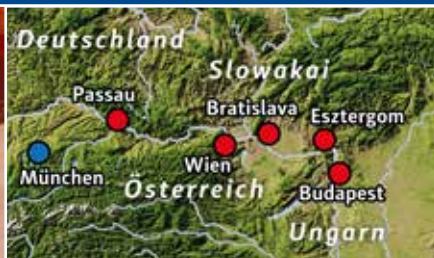 Deutschland
Slowakai
Passau
Bratislava
Esztergom
München
Wien
Österreich
Budapest
Ungarn